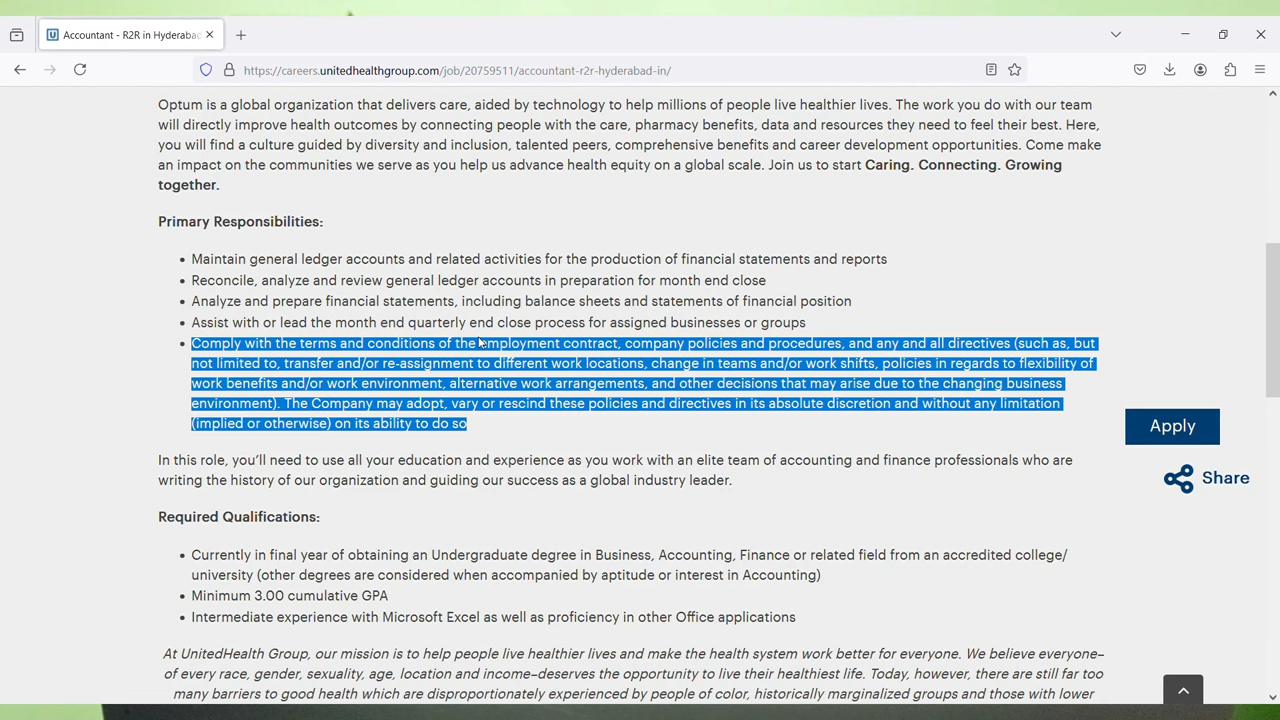 Accountant - R2R in Hyderabad
https://careers.unitedhealthgroup.com/job/20759511/accountant-r2r-hyderabad-in/
Optum is a global organization that delivers care, aided by technology to help millions of people live healthier lives. The work you do with our team
will directly improve health outcomes by connecting people with the care, pharmacy benefits, data and resources they need to feel their best. Here,
you will find a culture guided by diversity and inclusion, talented peers, comprehensive benefits and career development opportunities. Come make
an impact on the communities we serve as you help us advance health equity on a global scale. Join us to start Caring. Connecting. Growing
together.
Primary Responsibilities:
• Maintain general ledger accounts and related activities for the production of financial statements and reports
• Reconcile, analyze and review general ledger accounts in preparation for month end close
• Analyze and prepare financial statements, including balance sheets and statements of financial position
• Assist with or lead the month end quarterly end close process for assigned businesses or groups
• Comply with the terms and conditions of the employment contract, company policies and procedures, and any and all directives (such as, but
not limited to, transfer and/or re-assignment to different work locations, change in teams and/or work shifts, policies in regards to flexibility of
work benefits and/or work environment, alternative work arrangements, and other decisions that may arise due to the changing business
environment). The Company may adopt, vary or rescind these policies and directives in its absolute discretion and without any limitation
(implied or otherwise) on its ability to do so
Apply
In this role, you’ll need to use all your education and experience as you work with an elite team of accounting and finance professionals who are
writing the history of our organization and guiding our success as a global industry leader.
Share
Required Qualifications:
• Currently in final year of obtaining an Undergraduate degree in Business, Accounting, Finance or related field from an accredited college/
university (other degrees are considered when accompanied by aptitude or interest in Accounting)
• Minimum 3.00 cumulative GPA
• Intermediate experience with Microsoft Excel as well as proficiency in other Office applications
At UnitedHealth Group, our mission is to help people live healthier lives and make the health system work better for everyone. We believe everyone–
of every race, gender, sexuality, age, location and income–deserves the opportunity to live their healthiest life. Today, however, there are still far too
many barriers to good health which are disproportionately experienced by people of color, historically marginalized groups and those with lower